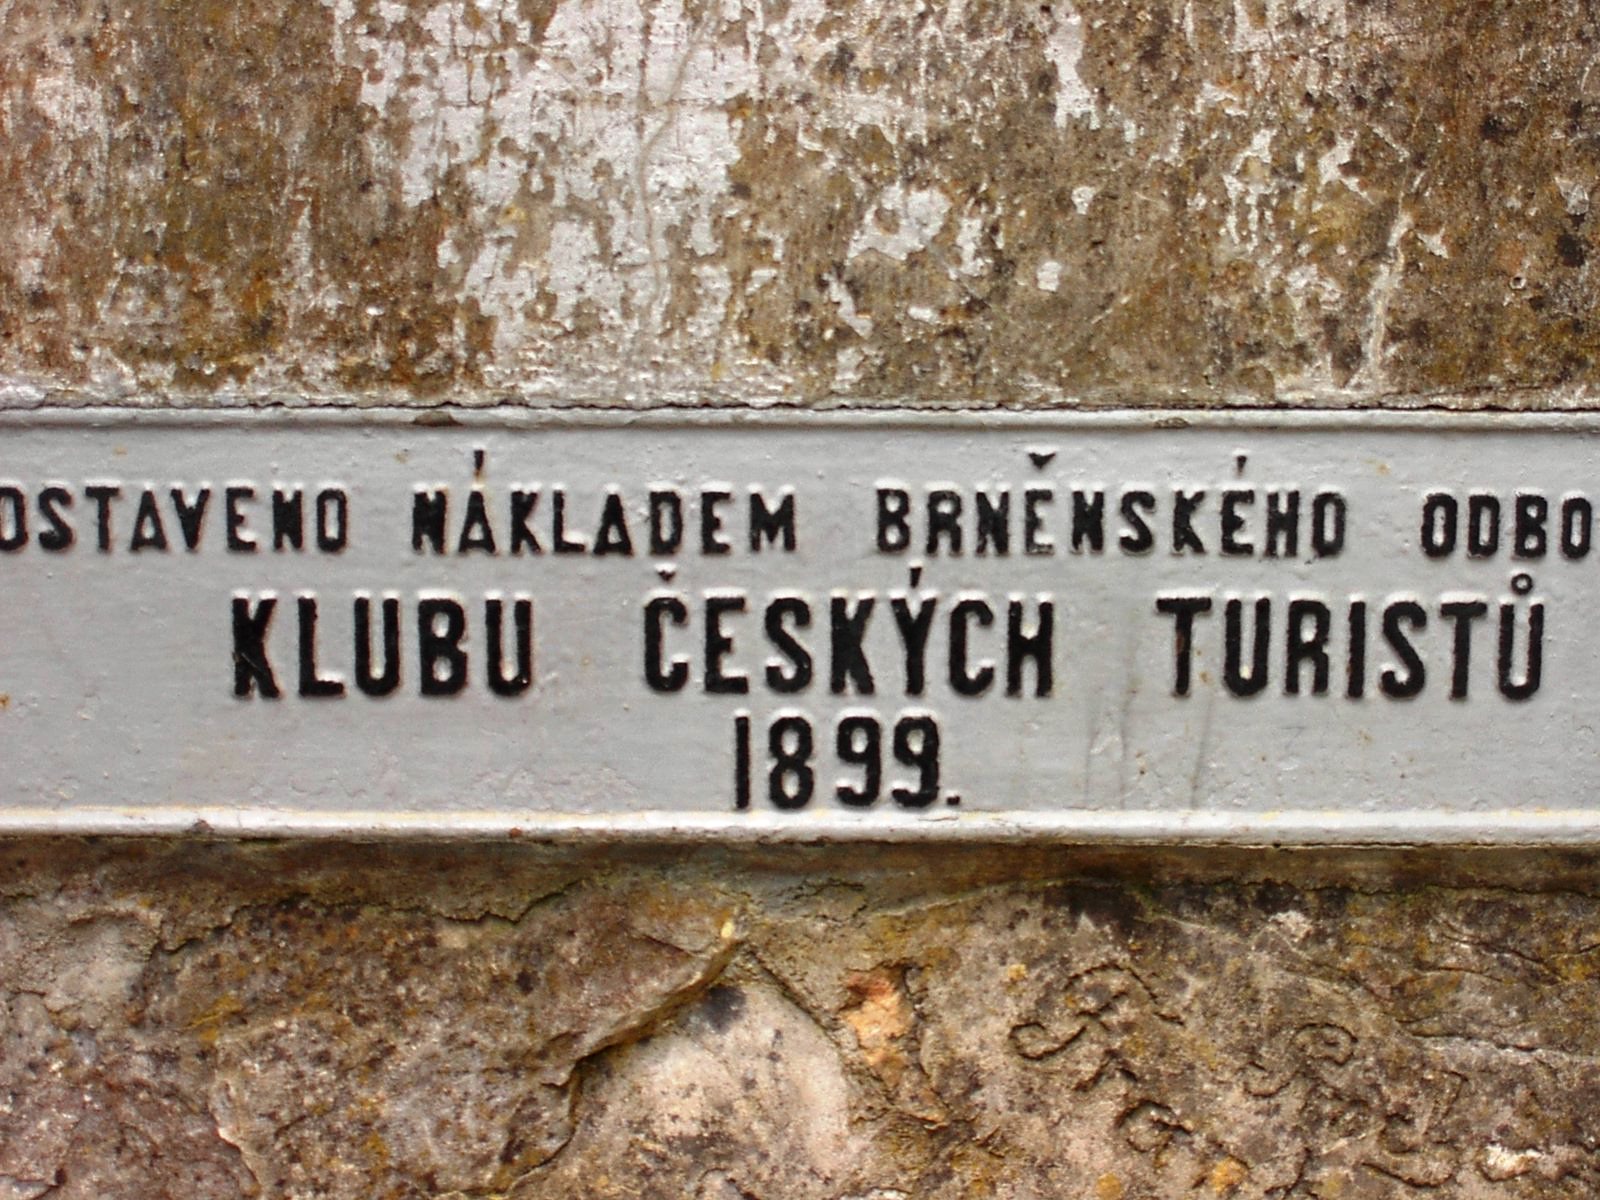 OSTAVENO NÁKLADEM BRNĚNSKÉHO ODBO
KLUBU ČESKÝCH TURISTŮ
1899.